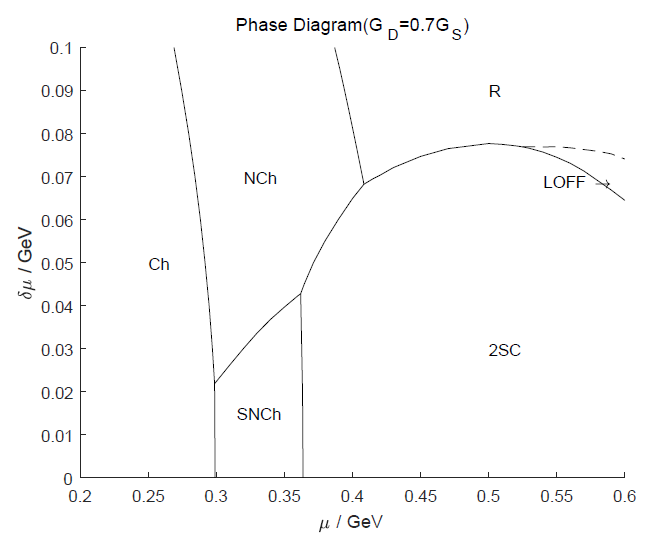 Phase Diagram(G_D=0.7G_S)
0.1
0.09
R
0.08
NCh
0.07
LOFF
0.06
Ch
0.05
0.04
0.03
2SC
0.02
SNCh
0.01
0
δμ / GeV
0.2 0.25 0.3 0.35 0.4 0.45 0.5 0.55 0.6
μ / GeV